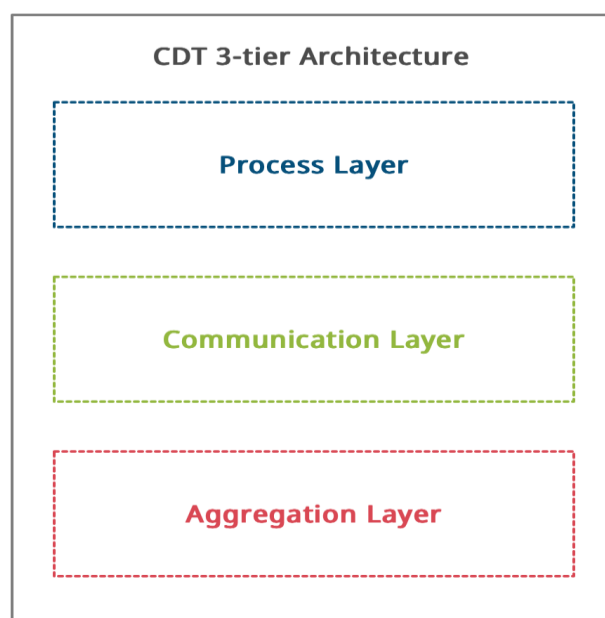 CDT 3-tier Architecture
Process Layer
Communication Layer
Aggregation Layer